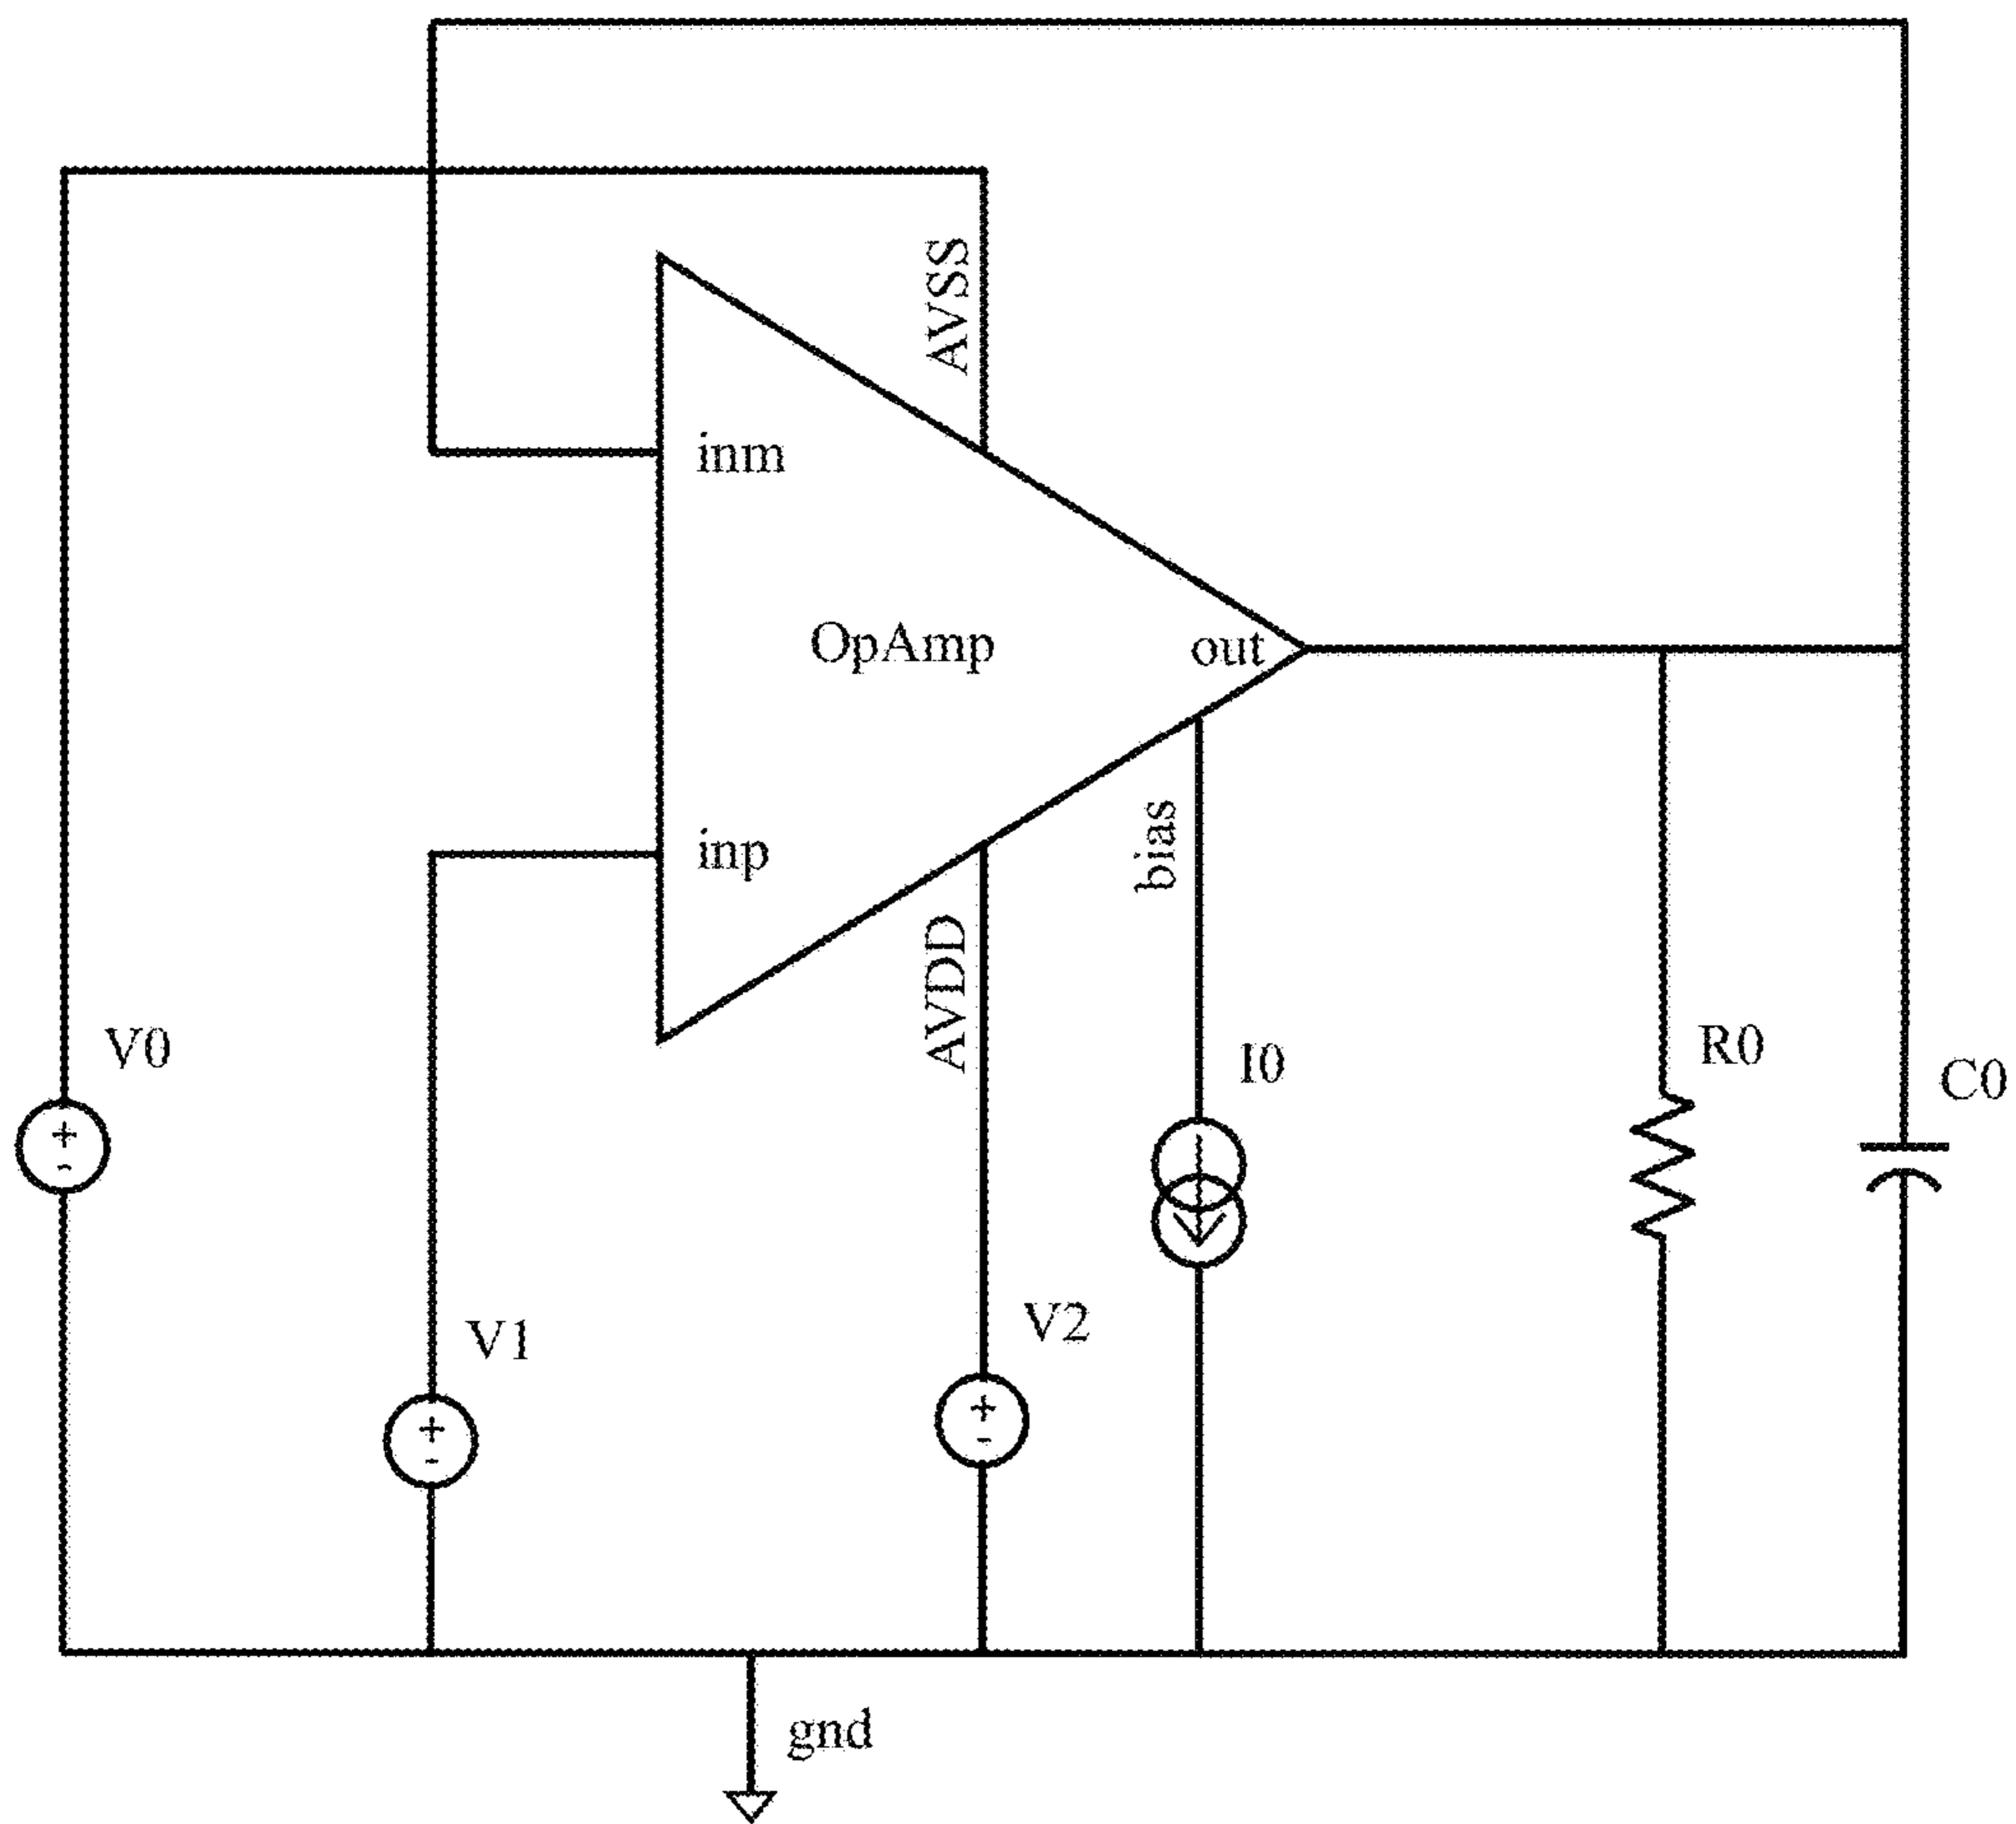 AVSS
inm
OpAmp
out
inp
bias
AVDD
V0
I0
R0
C0
V1
V2
+
-
+
-
+
-
gnd